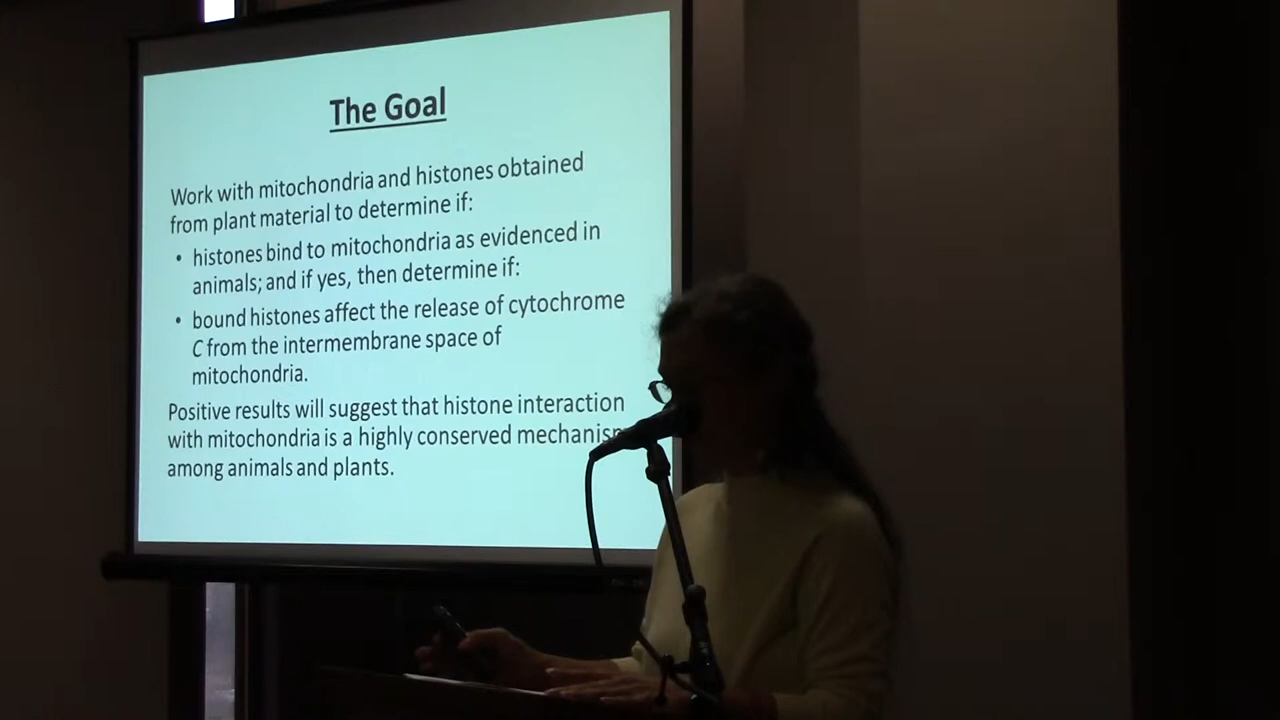 The Goal
Work with mitochondria and histones obtained
from plant material to determine if:
• histones bind to mitochondria as evidenced in
animals; and if yes, then determine if:
• bound histones affect the release of cytochrome
C from the intermembrane space of
mitochondria.
Positive results will suggest that histone interaction
with mitochondria is a highly conserved mechanism
among animals and plants.